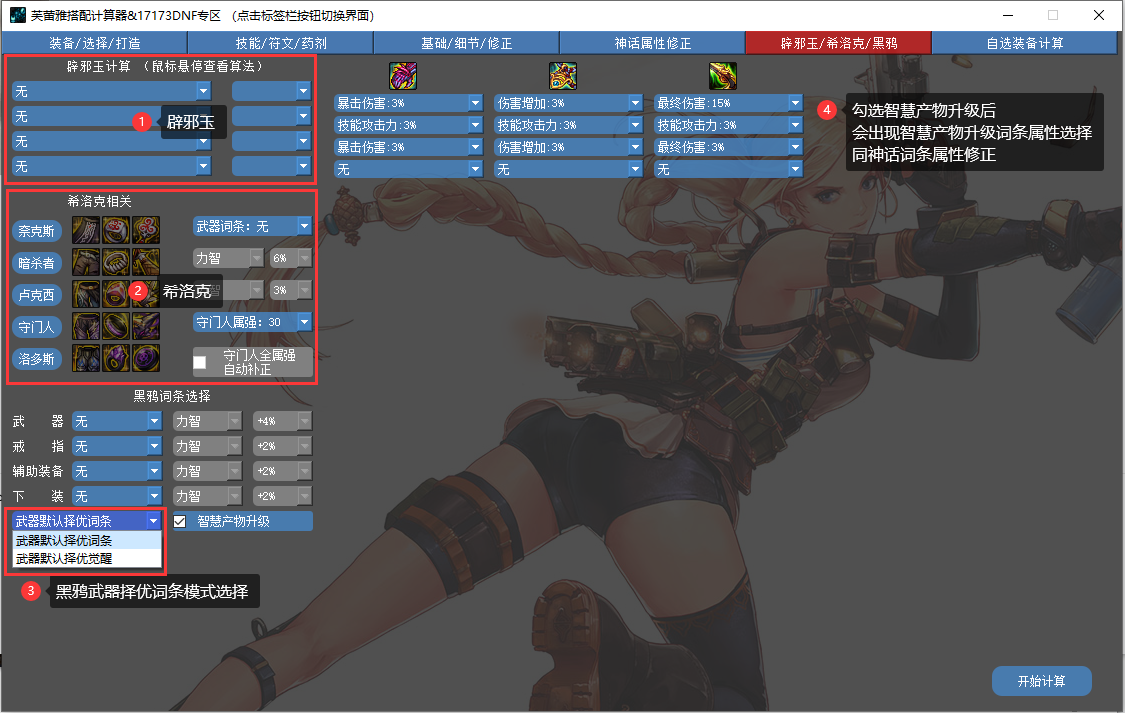 芙蕾雅搭配计算器&17173DNF专区 （点击标签栏按钮切换界面）
装备/选择/打造
技能/符文/药剂
基础/细节/修正
神话属性修正
辟邪玉/希洛克/黑鸦
自选装备计算
辟邪玉计算 （鼠标悬停查看算法）
无
无
无
无
1 辟邪玉
暴击伤害:3%
技能攻击力:3%
暴击伤害:3%
无
伤害增加:3%
技能攻击力:3%
伤害增加:3%
无
最终伤害:15%
技能攻击力:3%
最终伤害:3%
无
4 勾选智慧产物升级后
会出现智慧产物升级词条属性选择
同神话词条属性修正
希洛克相关
奈克斯
武器词条: 无
暗杀者
力智 6%
卢克西
3%
2 希洛克
守门人
守门人属强: 30
洛多斯
守门人全属强
自动补正
黑鸦词条选择
武 器 无 力智 +4%
戒 指 无 力智 +2%
辅助装备 无 力智 +2%
下 装 无 力智 +2%
武器默认择优词条
智慧产物升级
武器默认择优词条
武器默认择优觉醒
3 黑鸦武器择优词条模式选择
开始计算